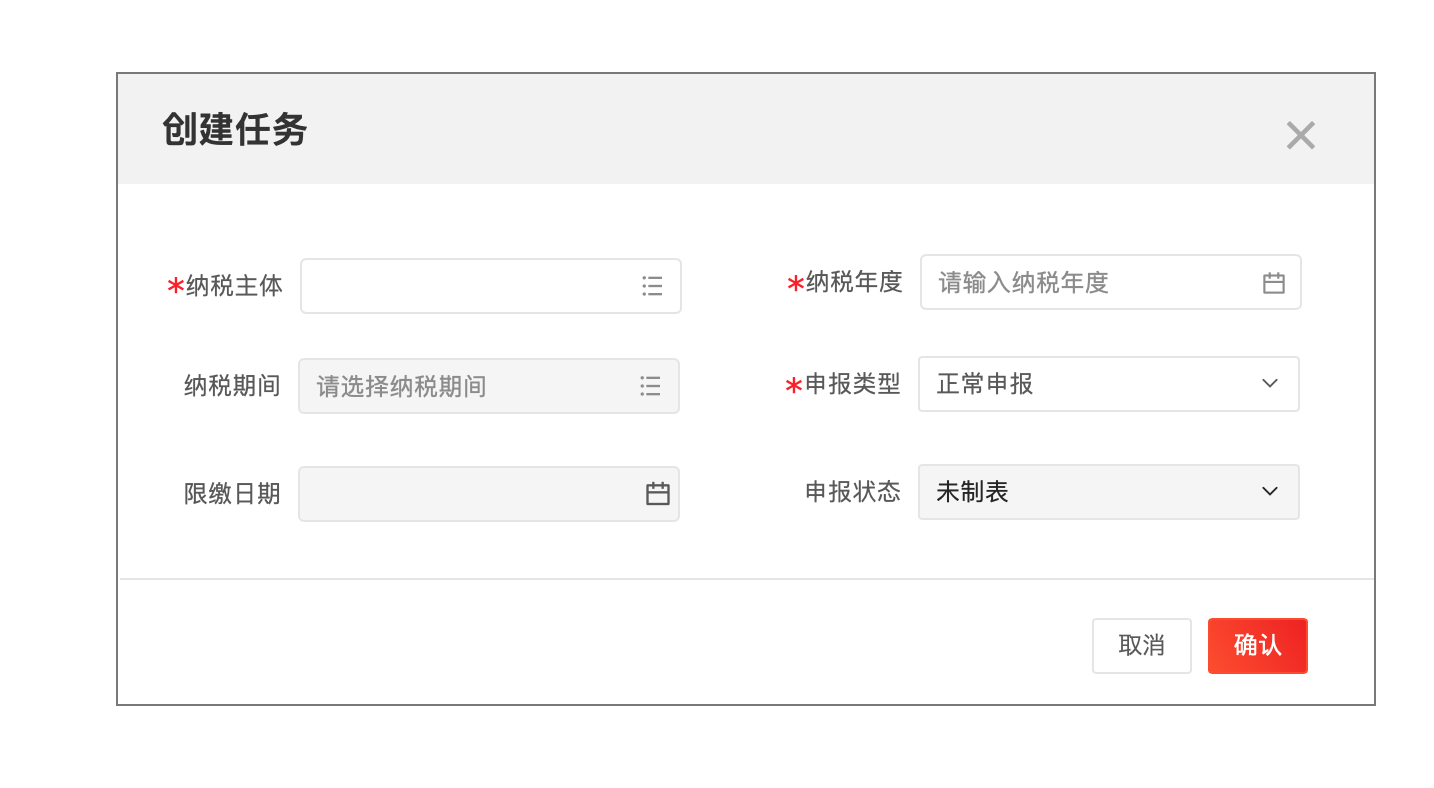 创建任务
*纳税主体
*纳税年度 请输入纳税年度
纳税期间 请选择纳税期间
*申报类型 正常申报
限缴日期
申报状态 未制表
取消 确认